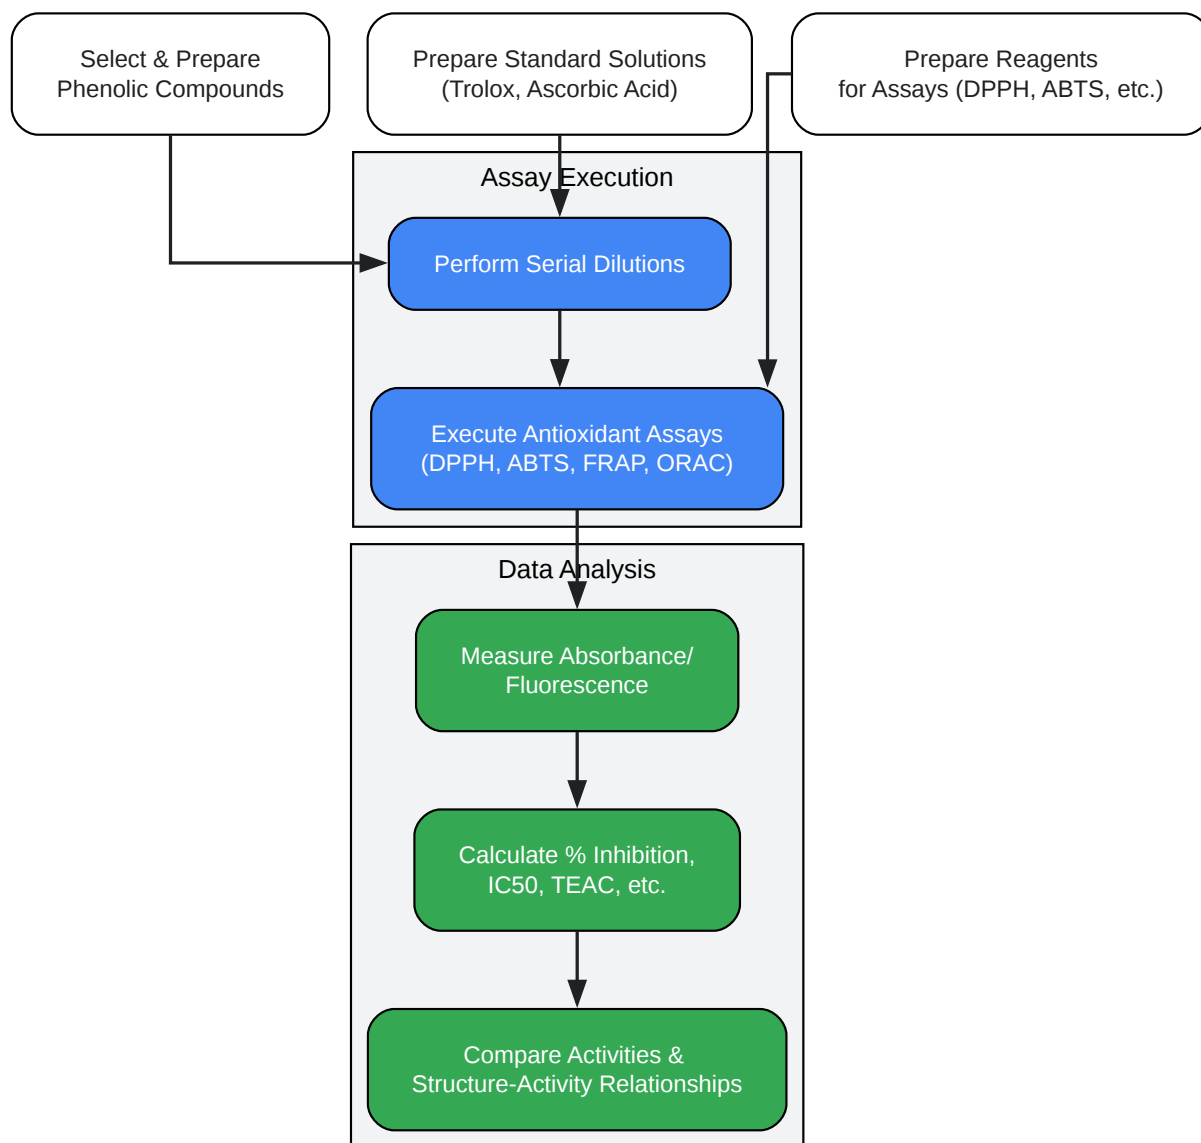 Select & Prepare
Phenolic Compounds
Prepare Standard Solutions
(Trolox, Ascorbic Acid)
Prepare Reagents
for Assays (DPPH, ABTS, etc.)
Assay Execution
Perform Serial Dilutions
Execute Antioxidant Assays
(DPPH, ABTS, FRAP, ORAC)
Data Analysis
Measure Absorbance/
Fluorescence
Calculate % Inhibition,
IC50, TEAC, etc.
Compare Activities &
Structure-Activity Relationships